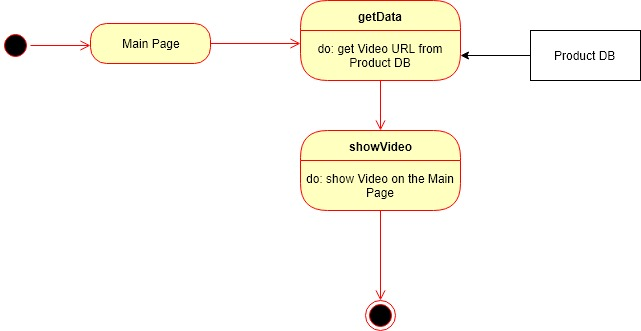 Main Page
getData
do: get Video URL from
Product DB
Product DB
showVideo
do: show Video on the Main
Page